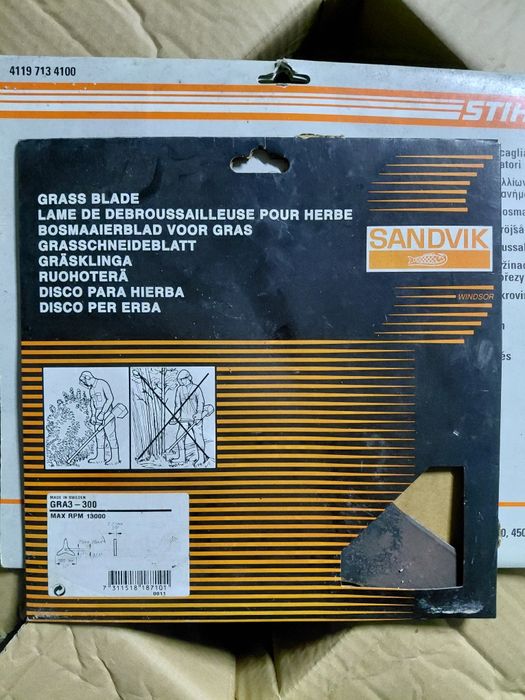 4119 713 4100
STIH
GRASS BLADE
LAME DE DEBROUSSAILLEUSE POUR HERBE
BOSMAAIERBLAD VOOR GRAS
GRASSCHNEIDEBLATT
GRÄSKLINGA
RUOHOTERÄ
DISCO PARA HIERBA
DISCO PER ERBA
SANDVIK
WINDSOR
MADE IN SWEDEN
GRA3-300
MAX RPM 13000
7 311518 187101
0011